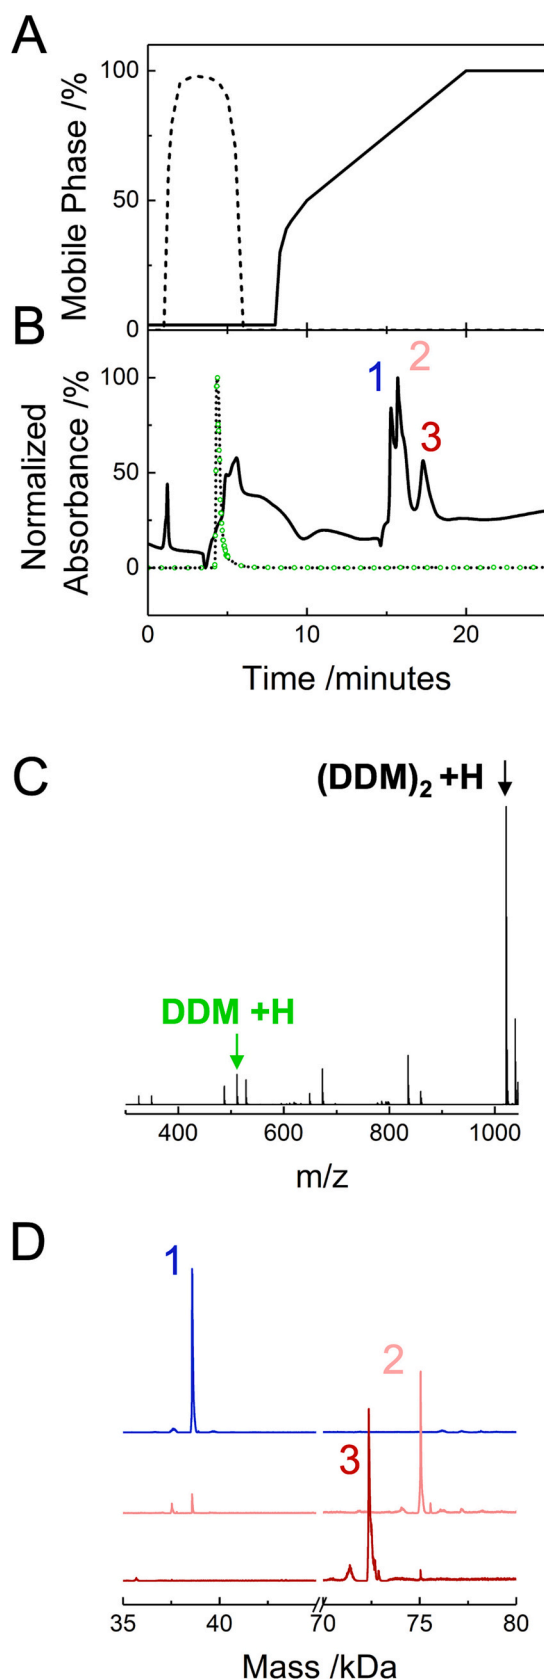 A
Mobile Phase /%
100
50
0
B
Normalized
Absorbance /%
100
50
0
1
2
3
0
10
20
Time /minutes
C
(DDM)₂ +H
DDM +H
400
600
800
1000
m/z
D
1
2
3
35
40
70
75
80
Mass /kDa